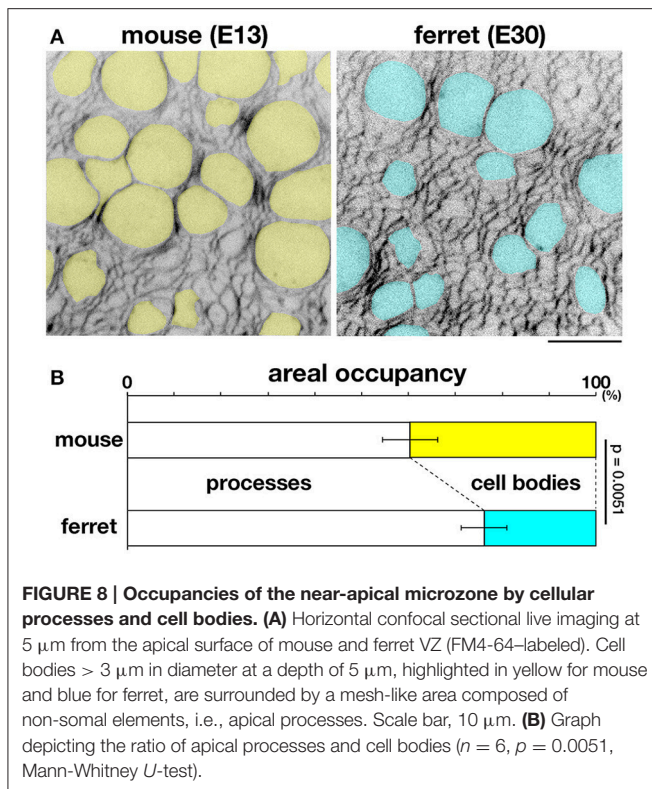 A mouse (E13) ferret (E30)
B areal occupancy
0 100
(%)
mouse
processes cell bodies
ferret
p = 0.0051
FIGURE 8 | Occupancies of the near-apical microzone by cellular
processes and cell bodies. (A) Horizontal confocal sectional live imaging at
5 μm from the apical surface of mouse and ferret VZ (FM4-64–labeled). Cell
bodies > 3 μm in diameter at a depth of 5 μm, highlighted in yellow for mouse
and blue for ferret, are surrounded by a mesh-like area composed of
non-somal elements, i.e., apical processes. Scale bar, 10 μm. (B) Graph
depicting the ratio of apical processes and cell bodies (n = 6, p = 0.0051,
Mann-Whitney U-test).